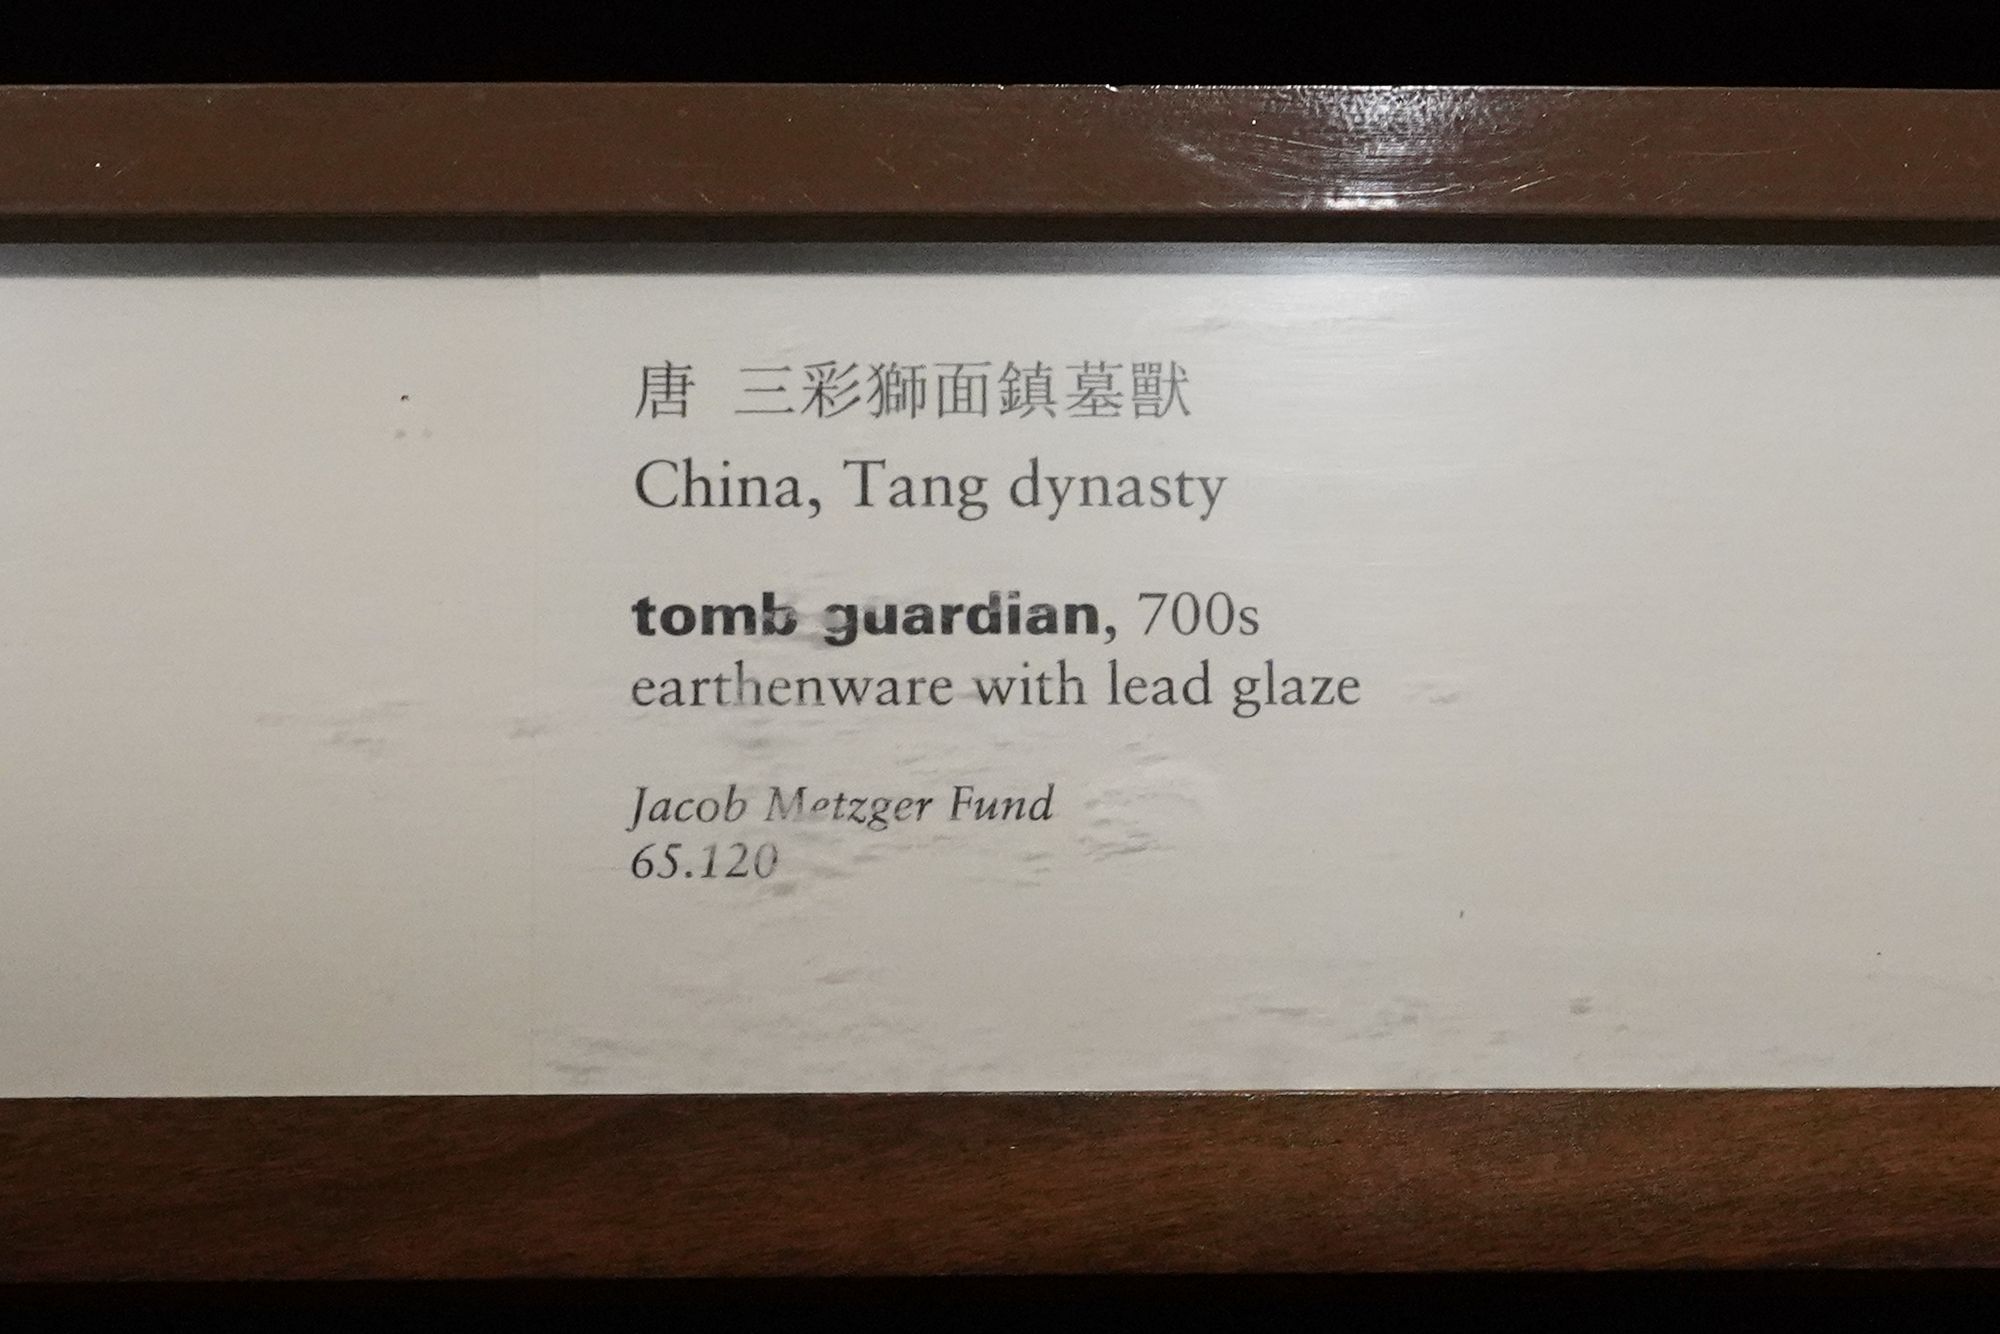 唐 三彩獅面鎮墓獸
China, Tang dynasty
tomb guardian, 700s
earthenware with lead glaze
Jacob Metzger Fund
65.120